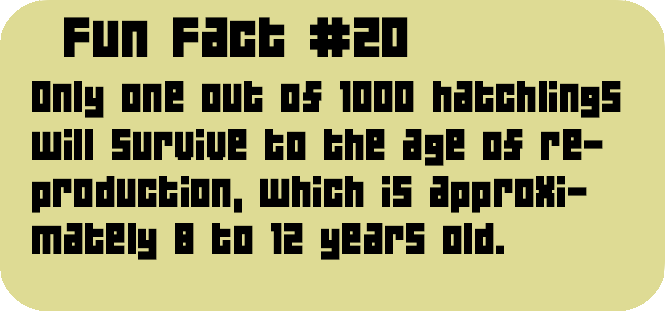 Fun Fact #20
Only one out of 1000 hatchlings
will survive to the age of re-
production, which is approxi-
mately 8 to 12 years old.